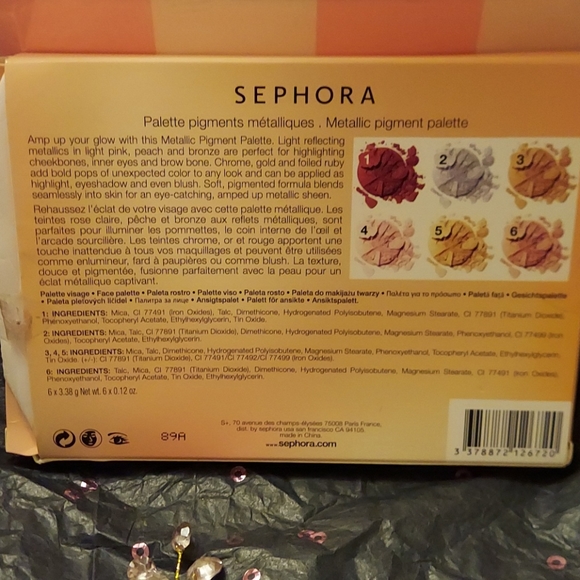 SEPHORA
Palette pigments métalliques . Metallic pigment palette
Amp up your glow with this Metallic Pigment Palette. Light reflecting
metallics in light pink, peach and bronze are perfect for highlighting
cheekbones, inner eyes and brow bone. Chrome, gold and foiled ruby
add bold pops of unexpected color to any look and can be applied as
highlight, eyeshadow and even blush. Soft, pigmented formula blends
seamlessly into skin for an eye-catching, amped up metallic sheen.
Rehaussez l'éclat de votre visage avec cette palette métallique. Les
teintes rose claire, pêche et bronze aux reflets métalliques, sont
parfaites pour illuminer les pommettes, le coin interne de l'œil et
l'arcade sourcilière. Les teintes chrome, or et rouge apportent une
touche inattendue à tous vos maquillages et peuvent être utilisées
comme enlumineur, fard à paupières ou comme blush. La texture,
douce et pigmentée, fusionne parfaitement avec la peau pour un
éclat métallique captivant.
1
2
3
4
5
6
Palette visage • Face palette • Paleta rostro • Palette viso • Paleta rosto • Paleta do makijażu twarzy • Παλέτα για το πρόσωπο • Paletă față • Gesichtspalette
• Paleta pleťových líčidel • Палитра за лице • Ansigtspalet • Palett för ansikte • Ansiktspalett.
1: INGREDIENTS: Mica, CI 77491 (Iron Oxides), Talc, Dimethicone, Hydrogenated Polyisobutene, Magnesium Stearate, CI 77891 (Titanium Dioxide),
Phenoxyethanol, Tocopheryl Acetate, Ethylhexylglycerin, Tin Oxide.
2: INGREDIENTS: Mica, Talc, CI 77891 (Titanium Dioxide), Dimethicone, Hydrogenated Polyisobutene, Magnesium Stearate, Phenoxyethanol, CI 77499 (Iron
Oxides), Tocopheryl Acetate, Ethylhexylglycerin.
3, 4, 5: INGREDIENTS: Mica, Talc, Dimethicone, Hydrogenated Polyisobutene, Magnesium Stearate, Phenoxyethanol, Tocopheryl Acetate, Ethylhexylglycerin,
Tin Oxide. (+/-): CI 77891 (Titanium Dioxide), CI 77491/CI 77492/CI 77499 (Iron Oxides).
6: INGREDIENTS: Talc, Mica, CI 77891 (Titanium Dioxide), Dimethicone, Hydrogenated Polyisobutene, Magnesium Stearate, CI 77491 (Iron Oxides),
Phenoxyethanol, Tocopheryl Acetate, Tin Oxide, Ethylhexylglycerin.
6 x 3.38 g Net wt. 6 x 0.12 oz.
89A
S+, 70 avenue des champs élysées 75008 Paris France,
dist. by sephora usa san francisco CA 94105.
made in China.
www.sephora.com
3 378872 126720